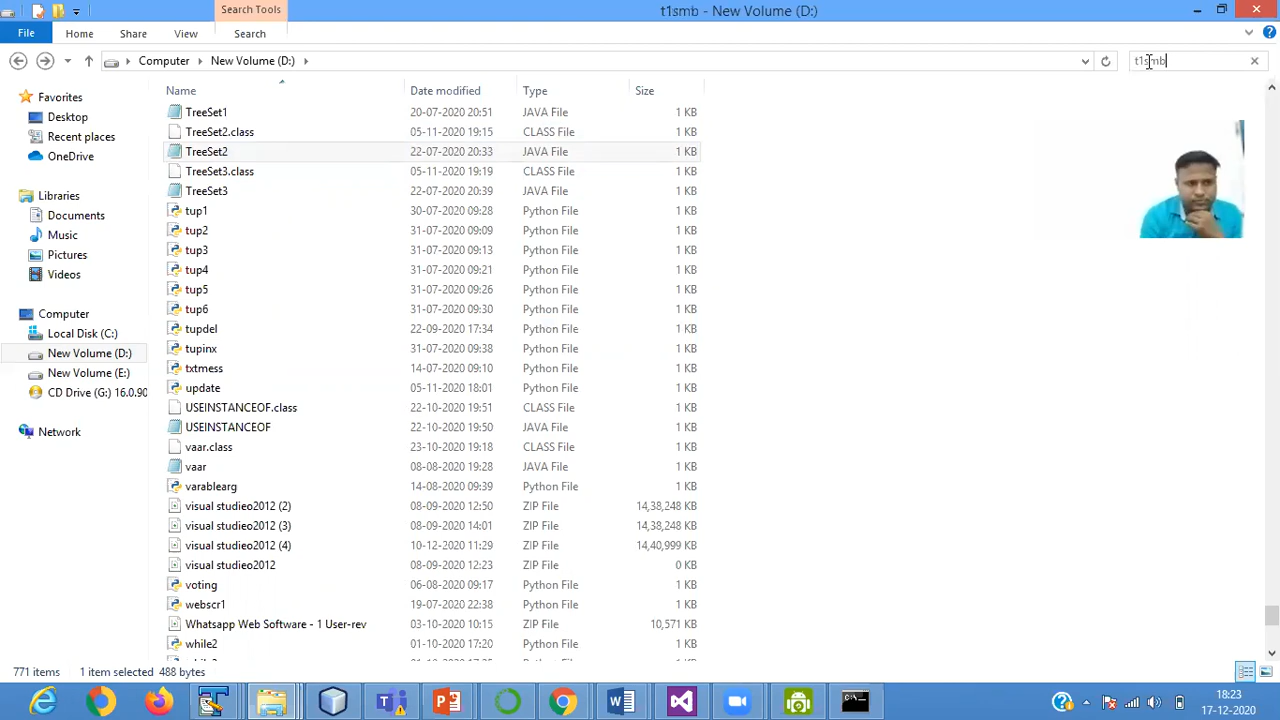 Search Tools
t1smb - New Volume (D:)
File Home Share View Search
Computer New Volume (D:)
t1smb
Name Date modified Type Size
Favorites
Desktop
Recent places
OneDrive
Libraries
Documents
Music
Pictures
Videos
Computer
Local Disk (C:)
New Volume (D:)
New Volume (E:)
CD Drive (G:) 16.0.90
Network
TreeSet1 20-07-2020 20:51 JAVA File 1 KB
TreeSet2.class 05-11-2020 19:15 CLASS File 1 KB
TreeSet2 22-07-2020 20:33 JAVA File 1 KB
TreeSet3.class 05-11-2020 19:19 CLASS File 1 KB
TreeSet3 22-07-2020 20:39 JAVA File 1 KB
tup1 30-07-2020 09:28 Python File 1 KB
tup2 31-07-2020 09:09 Python File 1 KB
tup3 31-07-2020 09:13 Python File 1 KB
tup4 31-07-2020 09:21 Python File 1 KB
tup5 31-07-2020 09:26 Python File 1 KB
tup6 31-07-2020 09:30 Python File 1 KB
tupdel 22-09-2020 17:34 Python File 1 KB
tupinx 31-07-2020 09:38 Python File 1 KB
txtmess 14-07-2020 09:10 Python File 1 KB
update 05-11-2020 18:01 Python File 1 KB
USEINSTANCEOF.class 22-10-2020 19:51 CLASS File 1 KB
USEINSTANCEOF 22-10-2020 19:50 JAVA File 1 KB
vaar.class 23-10-2020 19:18 CLASS File 1 KB
vaar 08-08-2020 19:28 JAVA File 1 KB
varablearg 14-08-2020 09:39 Python File 1 KB
visual studieo2012 (2) 08-09-2020 12:50 ZIP File 14,38,248 KB
visual studieo2012 (3) 08-09-2020 14:01 ZIP File 14,38,248 KB
visual studieo2012 (4) 10-12-2020 11:29 ZIP File 14,40,999 KB
visual studieo2012 08-09-2020 12:23 ZIP File 0 KB
voting 06-08-2020 09:17 Python File 1 KB
webscr1 19-07-2020 22:38 Python File 1 KB
Whatsapp Web Software - 1 User-rev 03-10-2020 10:15 ZIP File 10,571 KB
while2 01-10-2020 17:20 Python File 1 KB
771 items 1 item selected 488 bytes
18:23
17-12-2020